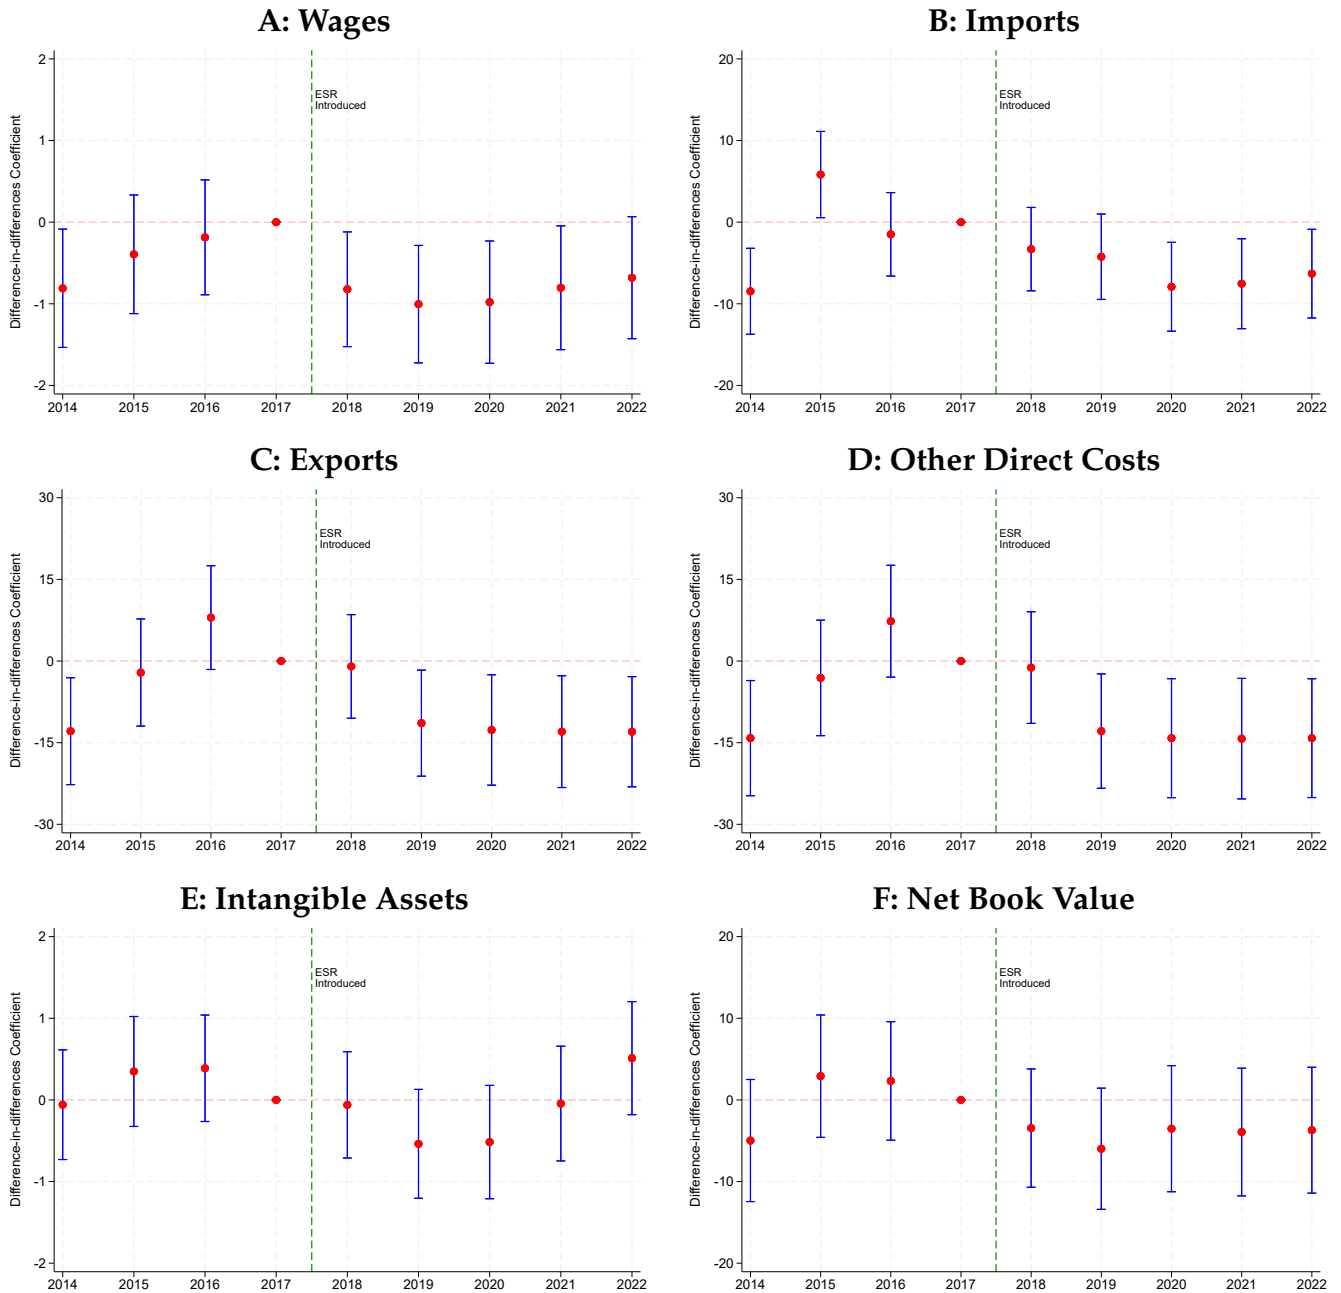 A: Wages
Difference-in-differences Coefficient
2
1
0
-1
-2
ESR
Introduced
2014 2015 2016 2017 2018 2019 2020 2021 2022
B: Imports
Difference-in-differences Coefficient
20
10
0
-10
-20
ESR
Introduced
2014 2015 2016 2017 2018 2019 2020 2021 2022
C: Exports
Difference-in-differences Coefficient
30
15
0
-15
-30
ESR
Introduced
2014 2015 2016 2017 2018 2019 2020 2021 2022
D: Other Direct Costs
Difference-in-differences Coefficient
30
15
0
-15
-30
ESR
Introduced
2014 2015 2016 2017 2018 2019 2020 2021 2022
E: Intangible Assets
Difference-in-differences Coefficient
2
1
0
-1
-2
ESR
Introduced
2014 2015 2016 2017 2018 2019 2020 2021 2022
F: Net Book Value
Difference-in-differences Coefficient
20
10
0
-10
-20
ESR
Introduced
2014 2015 2016 2017 2018 2019 2020 2021 2022